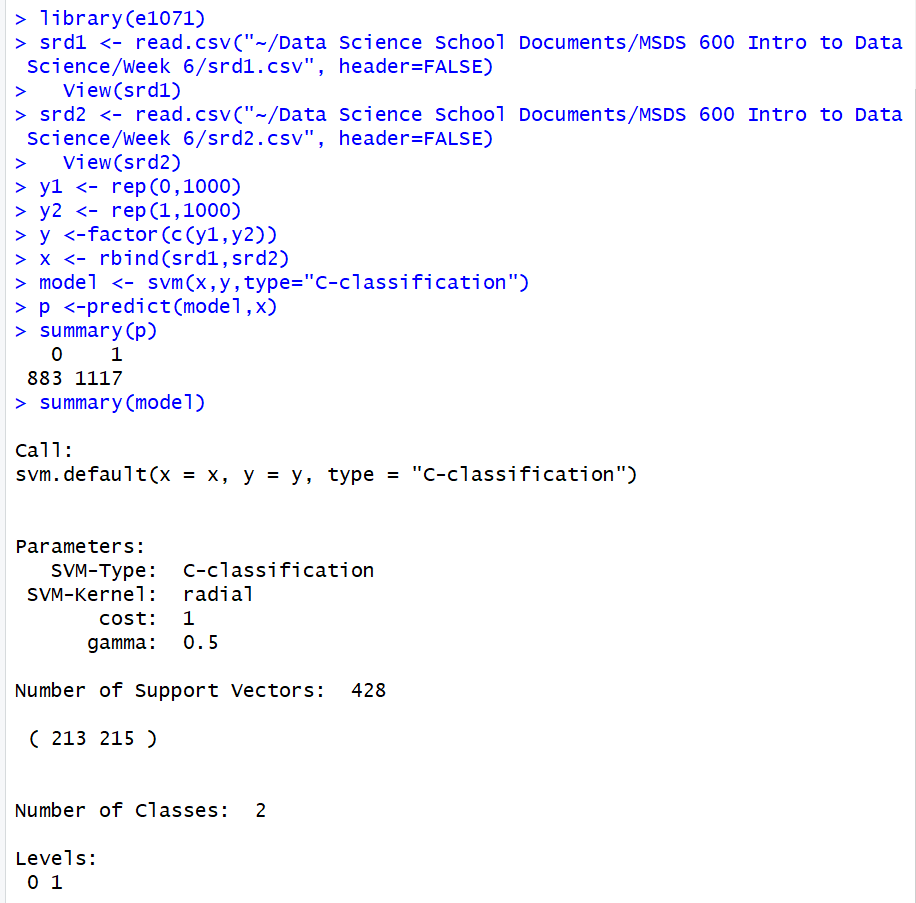 > library(e1071)
> srd1 <- read.csv("~/Data Science School Documents/MSDS 600 Intro to Data
 Science/Week 6/srd1.csv", header=FALSE)
>   View(srd1)
> srd2 <- read.csv("~/Data Science School Documents/MSDS 600 Intro to Data
 Science/Week 6/srd2.csv", header=FALSE)
>   View(srd2)
> y1 <- rep(0,1000)
> y2 <- rep(1,1000)
> y <-factor(c(y1,y2))
> x <- rbind(srd1,srd2)
> model <- svm(x,y,type="C-classification")
> p <-predict(model,x)
> summary(p)
   0    1
 883 1117
> summary(model)

Call:
svm.default(x = x, y = y, type = "C-classification")


Parameters:
   SVM-Type:  C-classification
 SVM-Kernel:  radial
       cost:  1
      gamma:  0.5

Number of Support Vectors:  428

 ( 213 215 )


Number of Classes:  2

Levels:
 0 1